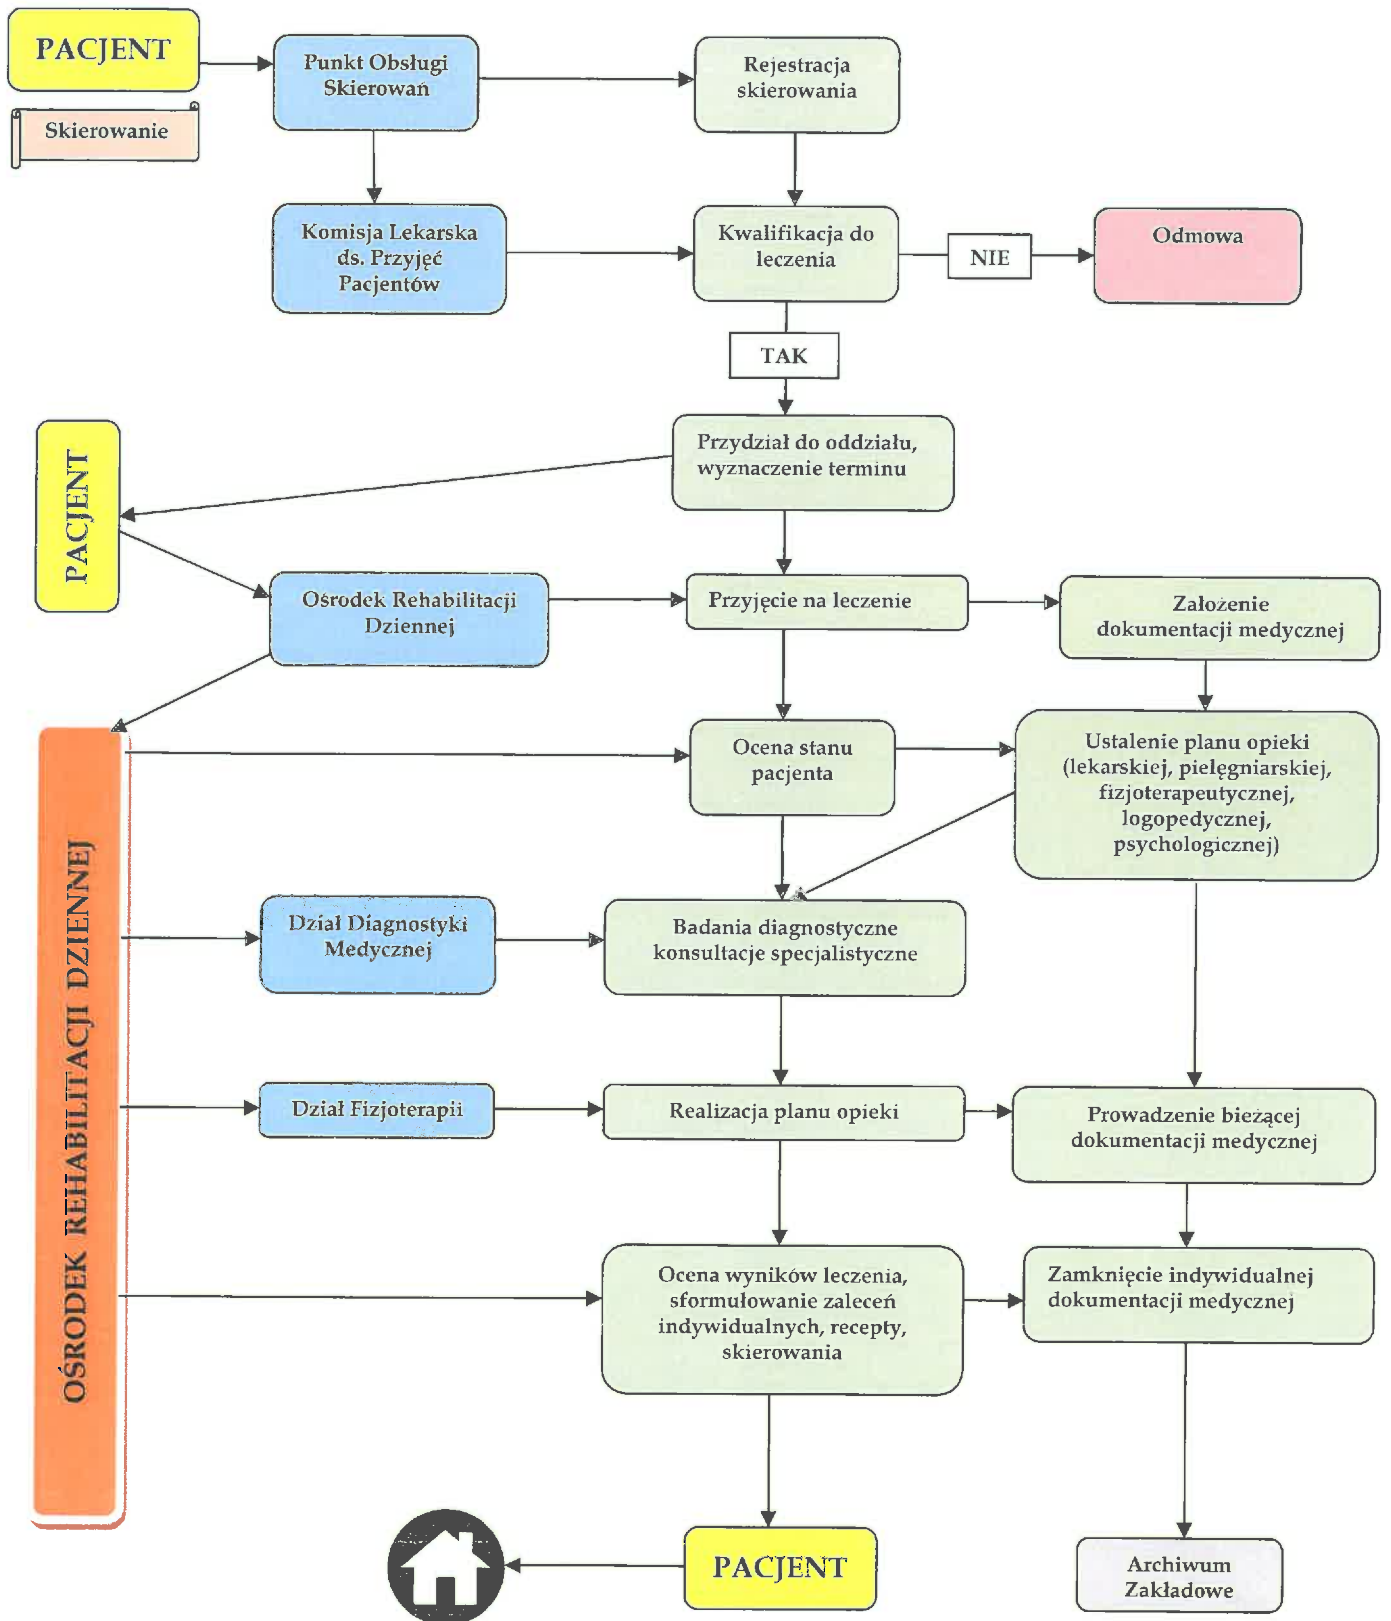 PACJENT
Skierowanie
Punkt Obsługi
Skierowań
Rejestracja
skierowania
Komisja Lekarska
ds. Przyjęć
Pacjentów
Kwalifikacja do
leczenia
NIE
Odmowa
TAK
Przydział do oddziału,
wyznaczenie terminu
PACJENT
Ośrodek Rehabilitacji
Dziennej
Przyjęcie na leczenie
Założenie
dokumentacji medycznej
OŚRODEK REHABILITACJI DZIENNEJ
Ocena stanu
pacjenta
Ustalenie planu opieki
(lekarskiej, pielęgniarskiej,
fizjoterapeutycznej,
logopedycznej,
psychologicznej)
Dział Diagnostyki
Medycznej
Badania diagnostyczne
konsultacje specjalistyczne
Dział Fizjoterapii
Realizacja planu opieki
Prowadzenie bieżącej
dokumentacji medycznej
Ocena wyników leczenia,
sformułowanie zaleceń
indywidualnych, recepty,
skierowania
Zamknięcie indywidualnej
dokumentacji medycznej
PACJENT
Archiwum
Zakładowe